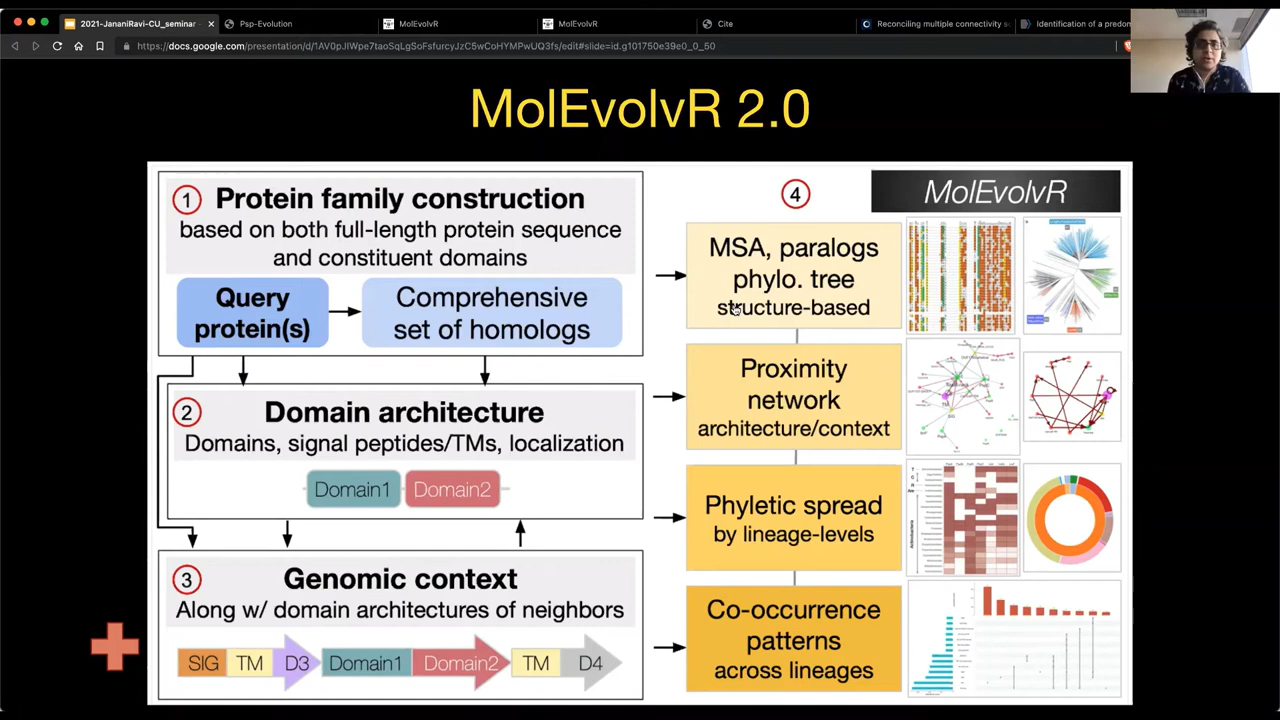 2021-JananiRavi-CU_seminar
Psp-Evolution
MolEvolvR
MolEvolvR
Cite
Reconciling multiple connectivity s
Identification of a predom
https://docs.google.com/presentation/d/1AV0pJIWpe7taoSqLgSoFsfurcyJzC5wCoHYMPwUQ3fs/edit#slide=id.g101750e39e0_0_50
MolEvolvR 2.0
1 Protein family construction
based on both full-length protein sequence
and constituent domains
Query
protein(s)
Comprehensive
set of homologs
2 Domain architecture
Domains, signal peptides/TMs, localization
Domain1 Domain2
3 Genomic context
Along w/ domain architectures of neighbors
SIG TM D3 Domain1 Domain2 TM D4
4
MolEvolvR
MSA, paralogs
phylo. tree
structure-based
Proximity
network
architecture/context
Phyletic spread
by lineage-levels
Co-occurrence
patterns
across lineages